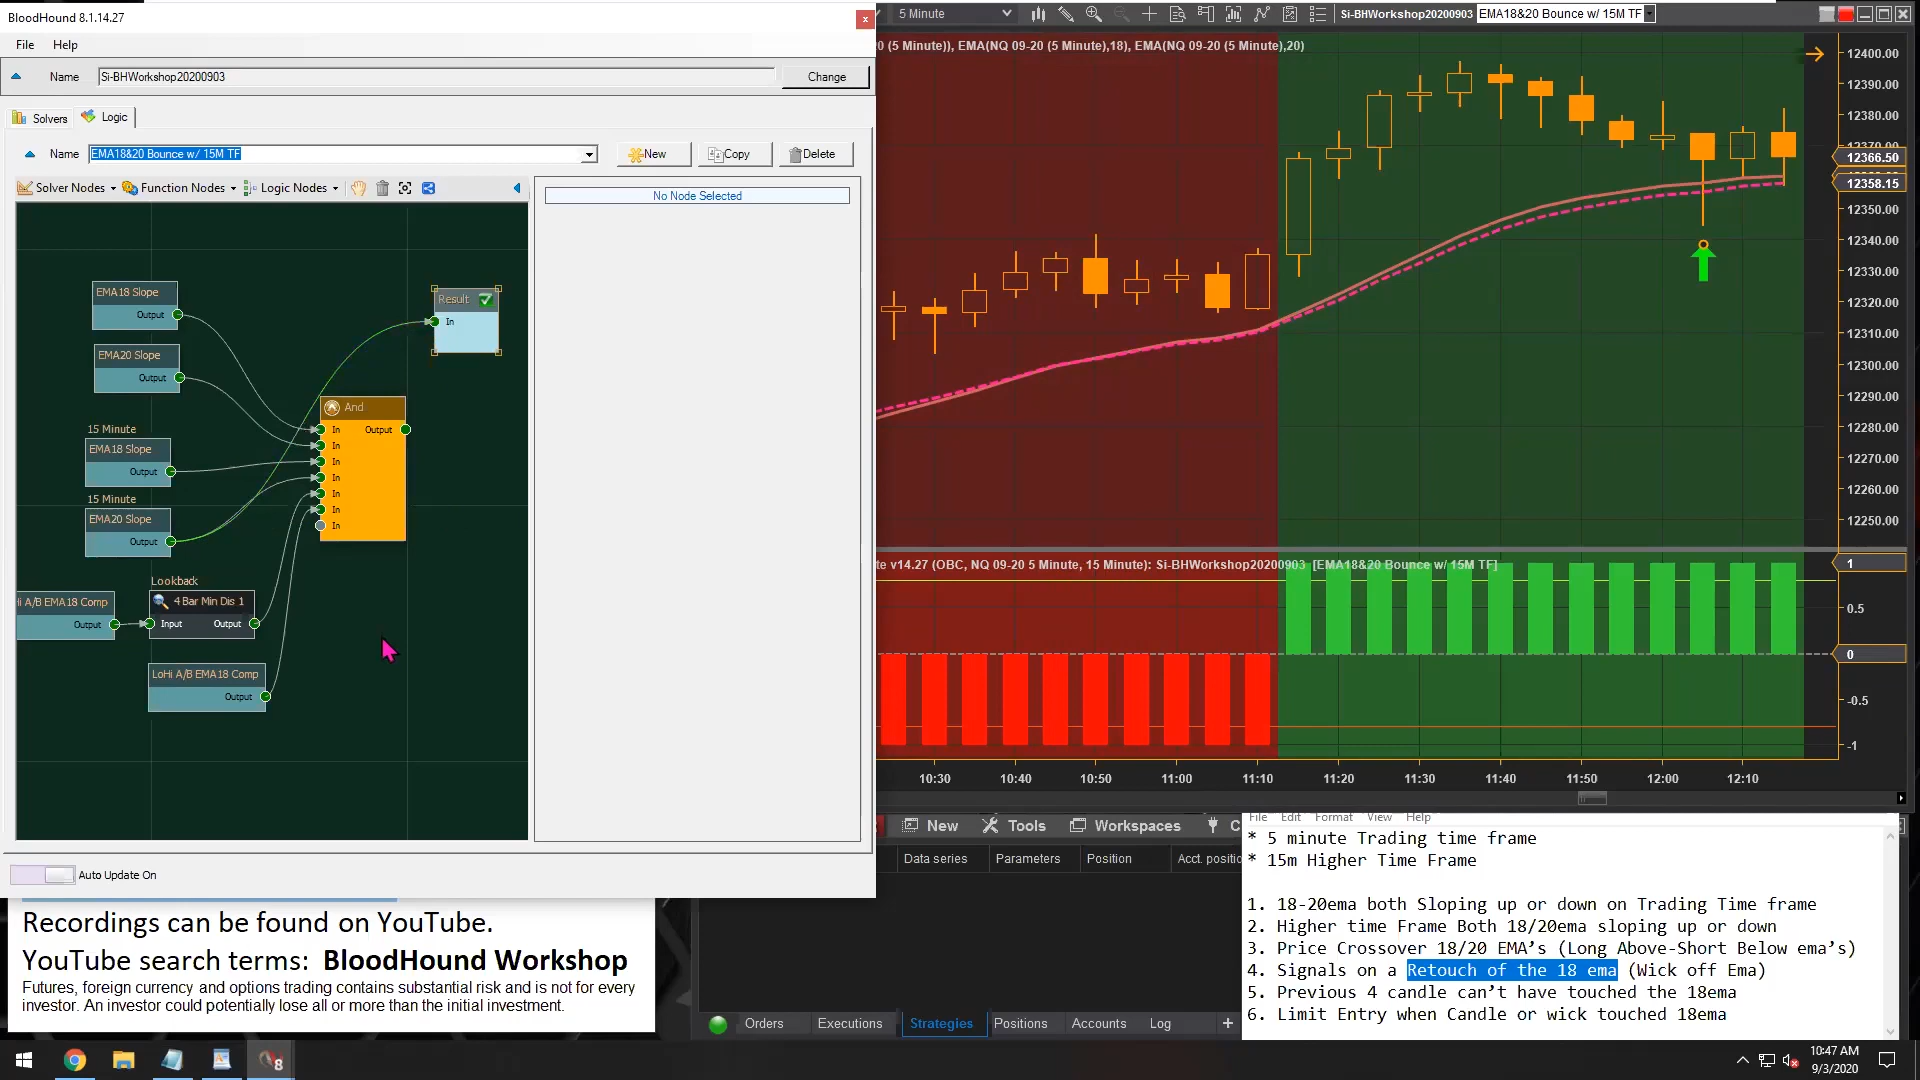 BloodHound 8.1.14.27
x
File Help
Name Si-BHWorkshop20200903 Change
Solvers Logic
Name EMA18&20 Bounce w/ 15M TF New Copy Delete
Solver Nodes Function Nodes Logic Nodes
No Node Selected
EMA18 Slope
Output
EMA20 Slope
Output
15 Minute
EMA18 Slope
Output
15 Minute
EMA20 Slope
Output
Lookback
A/B EMA18 Comp
Output
4 Bar Min Dis 1
Input Output
LoHi A/B EMA18 Comp
Output
And
In Output
In
In
In
In
In
In
Result
In
Auto Update On
5 Minute
Si-BHWorkshop20200903 EMA18&20 Bounce w/ 15M TF
0 (5 Minute)), EMA(NQ 09-20 (5 Minute),18), EMA(NQ 09-20 (5 Minute),20)
12400.00
12390.00
12380.00
12366.50
12358.15
12350.00
12340.00
12330.00
12320.00
12310.00
12300.00
12290.00
12280.00
12270.00
12260.00
12250.00
te v14.27 (OBC, NQ 09-20 5 Minute, 15 Minute): Si-BHWorkshop20200903 [EMA18&20 Bounce w/ 15M TF]
1
0.5
0
-0.5
-1
10:30 10:40 10:50 11:00 11:10 11:20 11:30 11:40 11:50 12:00 12:10
New Tools Workspaces C
Data series Parameters Position Acct. positio
Orders Executions Strategies Positions Accounts Log +
File Edit Format View Help
* 5 minute Trading time frame
* 15m Higher Time Frame
1. 18-20ema both Sloping up or down on Trading Time frame
2. Higher time Frame Both 18/20ema sloping up or down
3. Price Crossover 18/20 EMA's (Long Above-Short Below ema's)
4. Signals on a Retouch of the 18 ema (Wick off Ema)
5. Previous 4 candle can't have touched the 18ema
6. Limit Entry when Candle or wick touched 18ema
Recordings can be found on YouTube.
YouTube search terms: BloodHound Workshop
Futures, foreign currency and options trading contains substantial risk and is not for every
investor. An investor could potentially lose all or more than the initial investment.
8
10:47 AM
9/3/2020